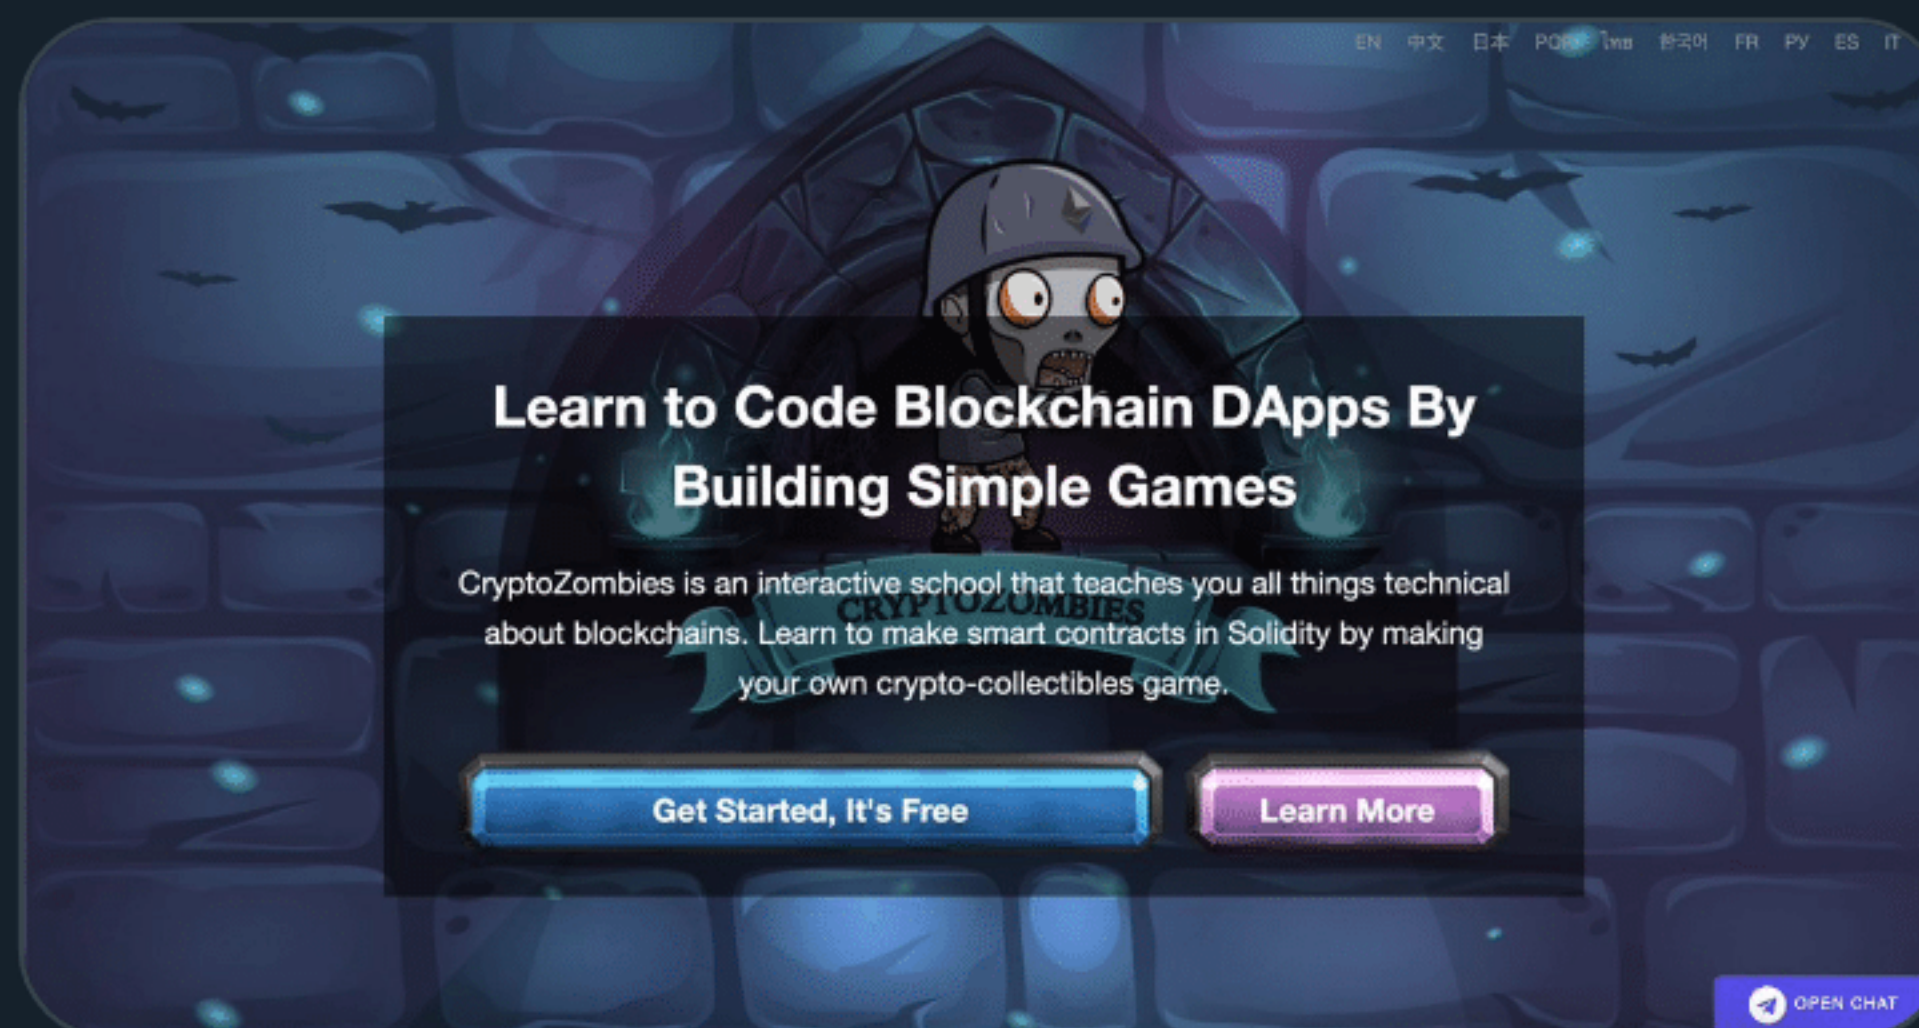 EN 中文 日本 PORT ไทย 한국어 FR РУ ES IT
Learn to Code Blockchain DApps By
Building Simple Games
CryptoZombies is an interactive school that teaches you all things technical
CRYPTOZOMBIES
about blockchains. Learn to make smart contracts in Solidity by making
your own crypto-collectibles game.
Get Started, It's Free
Learn More
OPEN CHAT